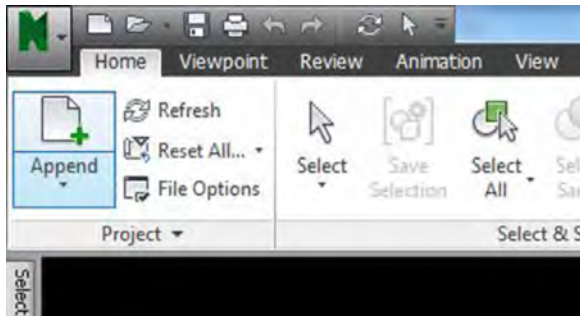 Home Viewpoint Review Animation View
Append
Refresh
Reset All...
File Options
Select
Save Selection
Select All
Project
Select & S
Select